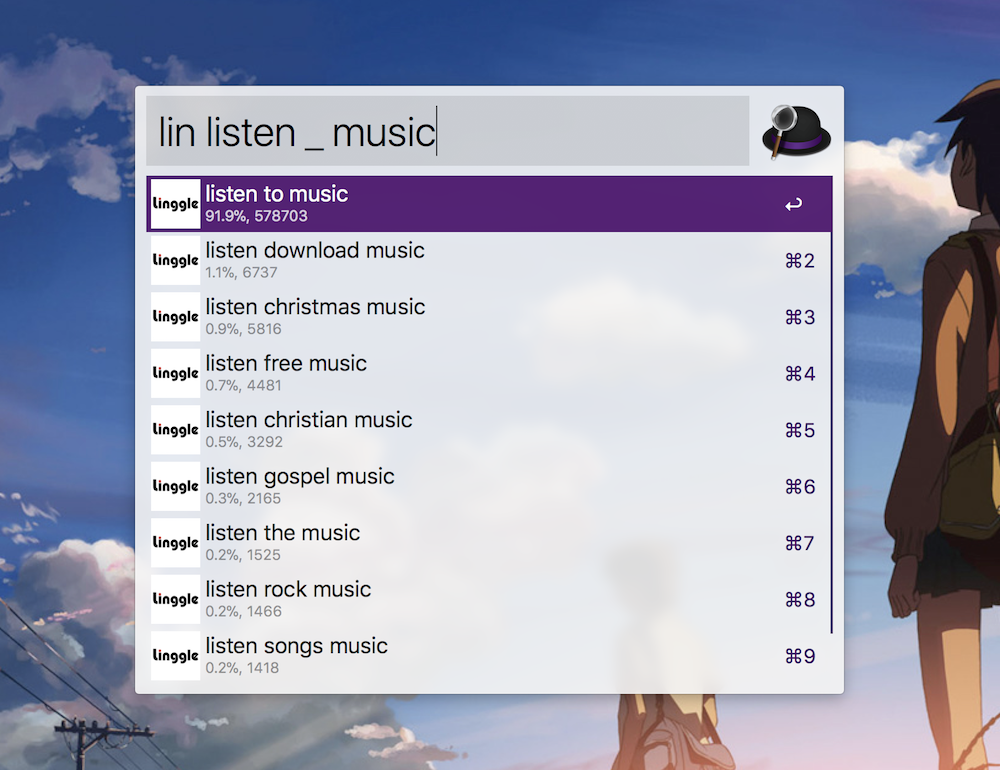 lin listen _ music
Linggle
listen to music
91.9%, 578703
↩
Linggle
listen download music
1.1%, 6737
⌘2
Linggle
listen christmas music
0.9%, 5816
⌘3
Linggle
listen free music
0.7%, 4481
⌘4
Linggle
listen christian music
0.5%, 3292
⌘5
Linggle
listen gospel music
0.3%, 2165
⌘6
Linggle
listen the music
0.2%, 1525
⌘7
Linggle
listen rock music
0.2%, 1466
⌘8
Linggle
listen songs music
0.2%, 1418
⌘9